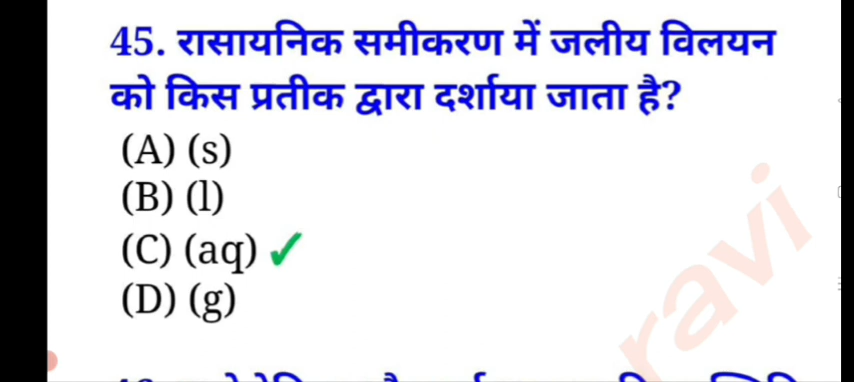 45. रासायनिक समीकरण में जलीय विलयन
को किस प्रतीक द्वारा दर्शाया जाता है?
(A) (s)
(B) (l)
(C) (aq) ✓
(D) (g)
ravi